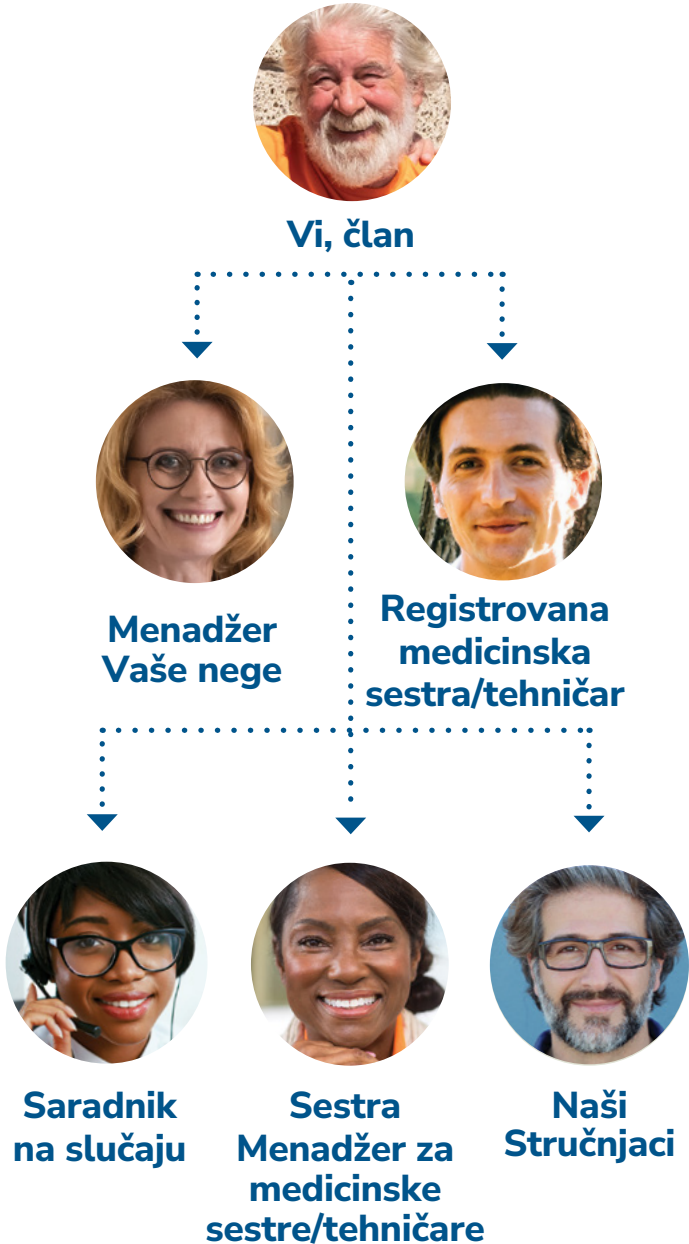 Vi, član
Menadžer
Vaše nege
Registrovana
medicinska
sestra/tehničar
Saradnik
na slučaju
Sestra
Menadžer za
medicinske
sestre/tehničare
Naši
Stručnjaci